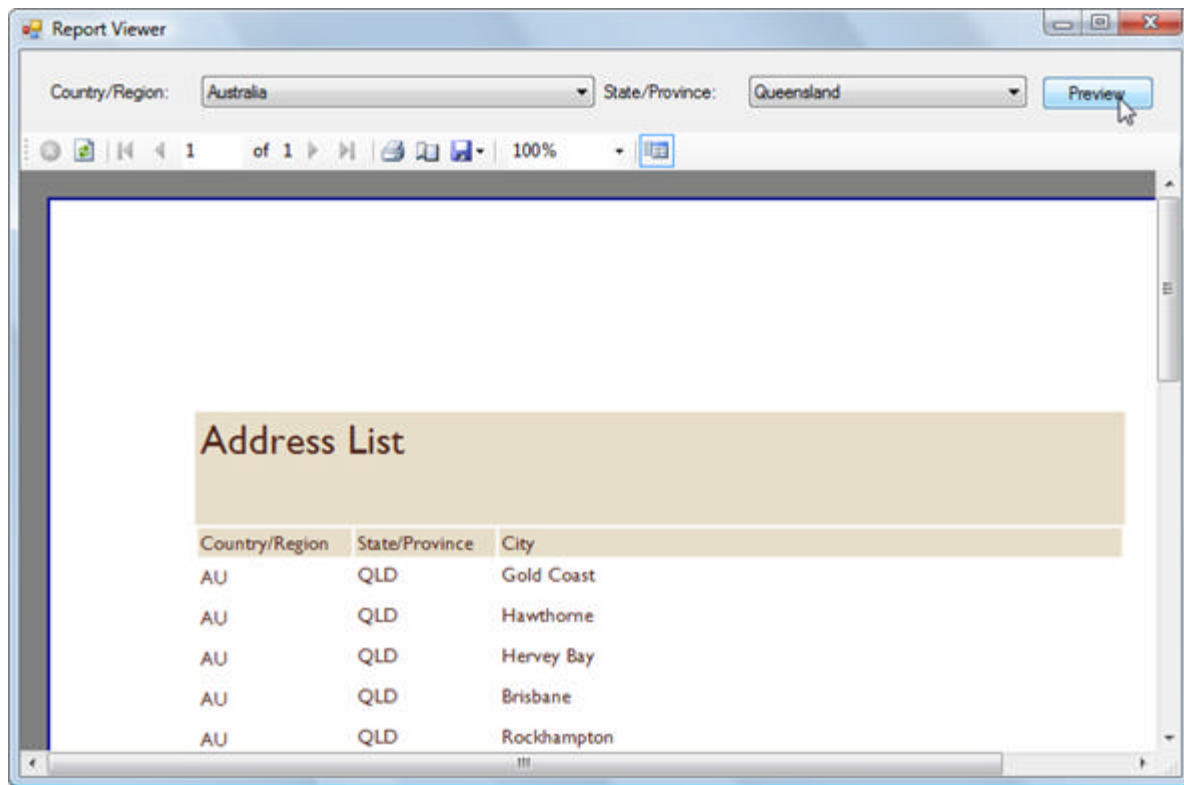 Report Viewer
Country/Region: Australia State/Province: Queensland Preview
1 of 1 100%
Address List
Country/Region State/Province City
AU QLD Gold Coast
AU QLD Hawthorne
AU QLD Hervey Bay
AU QLD Brisbane
AU QLD Rockhampton